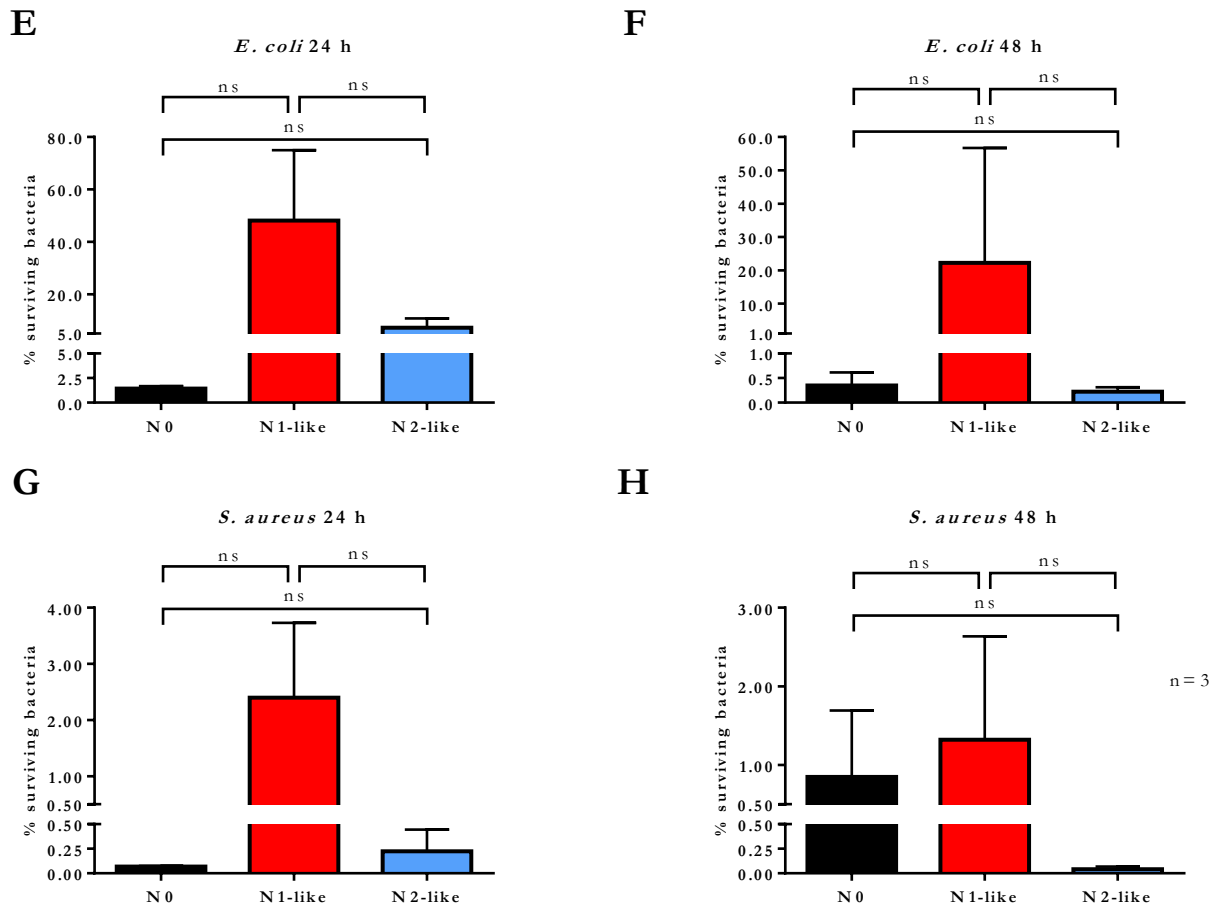 E
E. coli 24 h
ns
ns
ns
% surviving bacteria
80.0
60.0
40.0
20.0
5.0
5.0
2.5
0.0
N0
N1-like
N2-like
F
E. coli 48 h
ns
ns
ns
% surviving bacteria
60.0
50.0
40.0
30.0
20.0
10.0
1.0
1.0
0.5
0.0
N0
N1-like
N2-like
G
S. aureus 24 h
ns
ns
ns
% surviving bacteria
4.00
3.00
2.00
1.00
0.50
0.50
0.25
0.00
N0
N1-like
N2-like
H
S. aureus 48 h
ns
ns
ns
% surviving bacteria
3.00
2.00
1.00
0.50
0.50
0.25
0.00
N0
N1-like
N2-like
n = 3